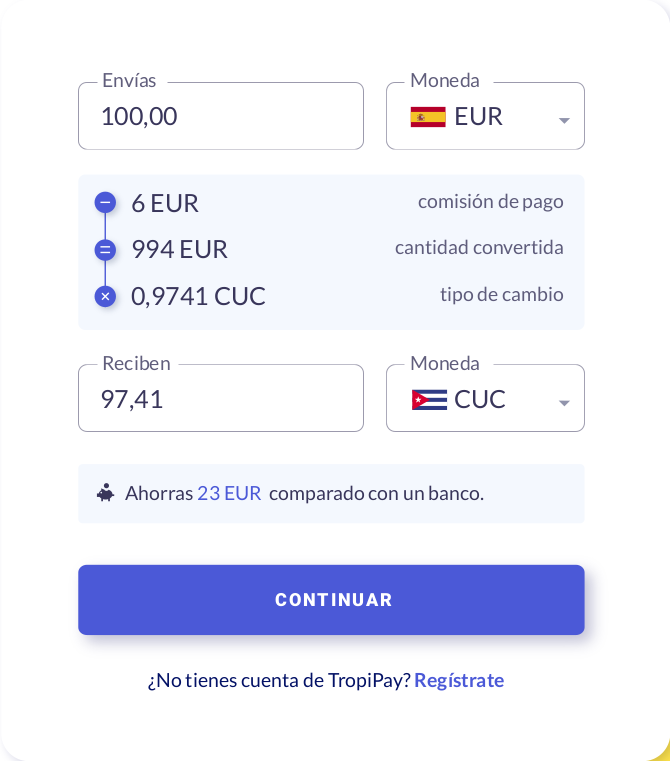 Envías Moneda
100,00 EUR
− 6 EUR comisión de pago
= 994 EUR cantidad convertida
× 0,9741 CUC tipo de cambio
Reciben Moneda
97,41 CUC
Ahorras 23 EUR comparado con un banco.
CONTINUAR
¿No tienes cuenta de TropiPay? Regístrate